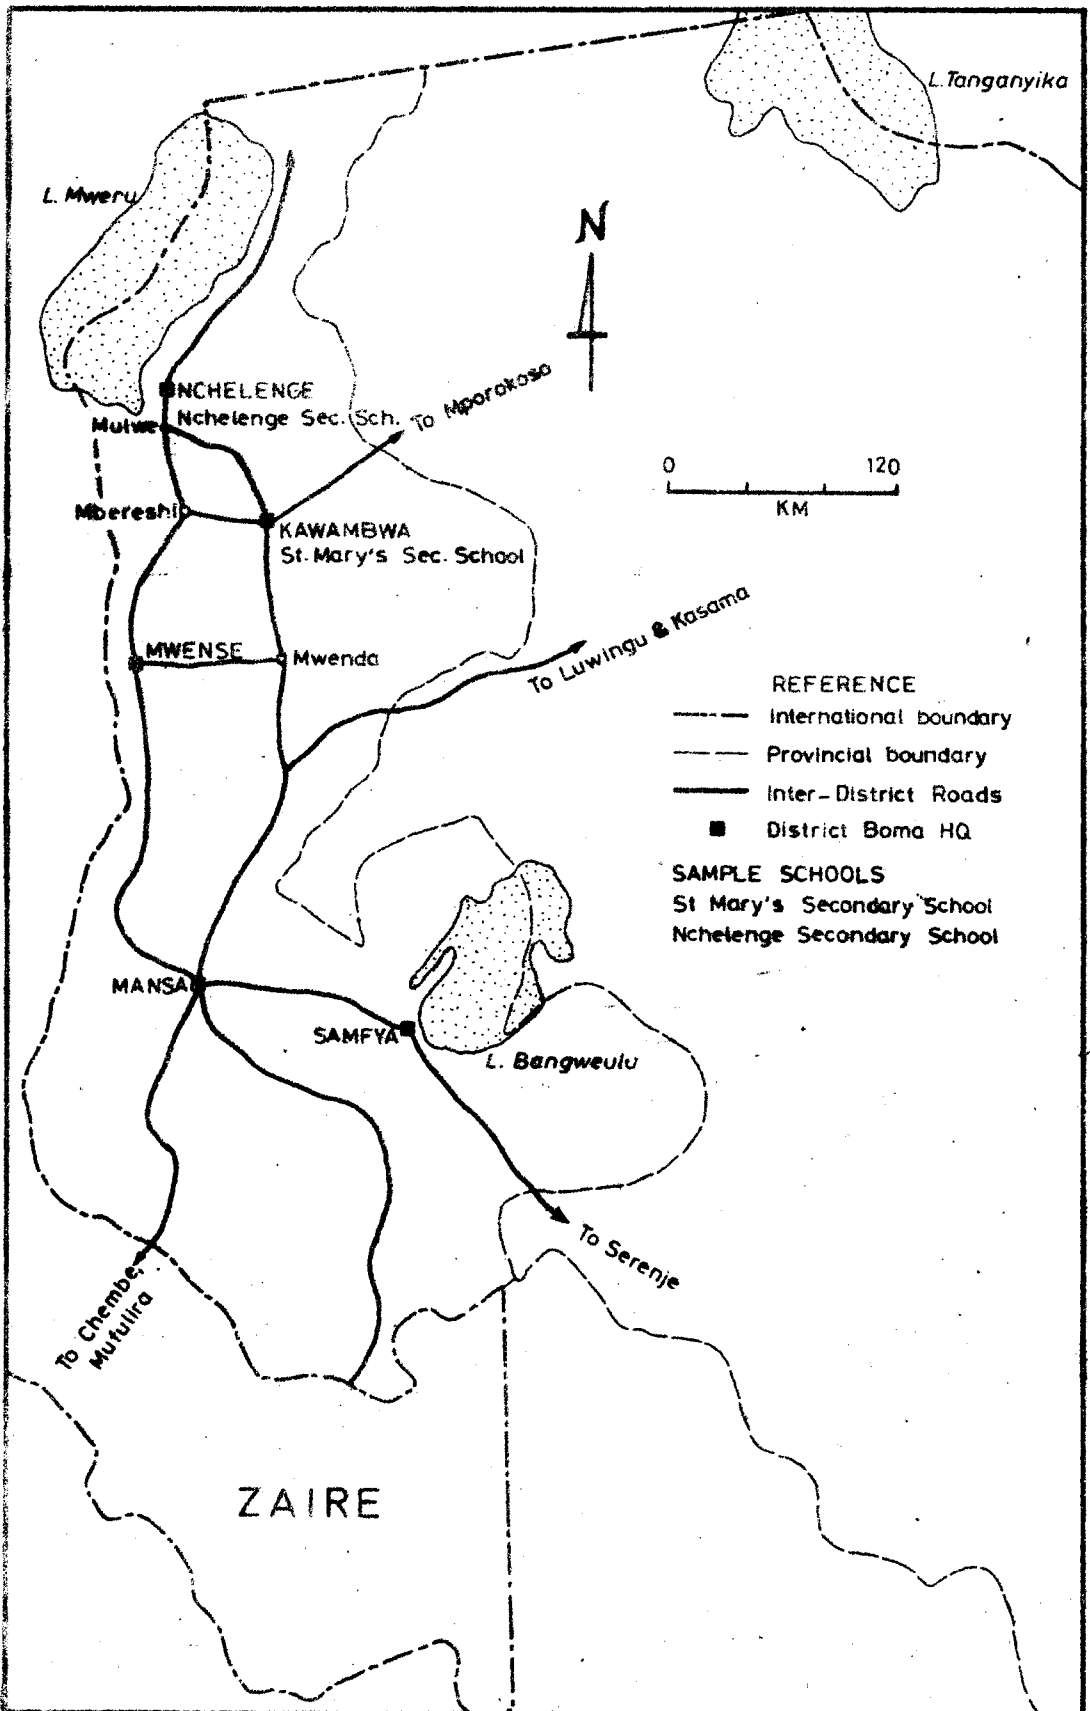 L. Tanganyika
L. Mweru
N
NCHELENGE
Nchelenge Sec. Sch.
To Mporokoso
Mulwe
0 120
KM
Mbereshi
KAWAMBWA
St. Mary's Sec. School
MWENSE
Mwenda
To Luwingu & Kasama
REFERENCE
International boundary
Provincial boundary
Inter-District Roads
District Boma HQ
SAMPLE SCHOOLS
St Mary's Secondary School
Nchelenge Secondary School
MANSA
SAMFYA
L. Bangweulu
To Serenje
To Chembe,
Mufulira
ZAIRE